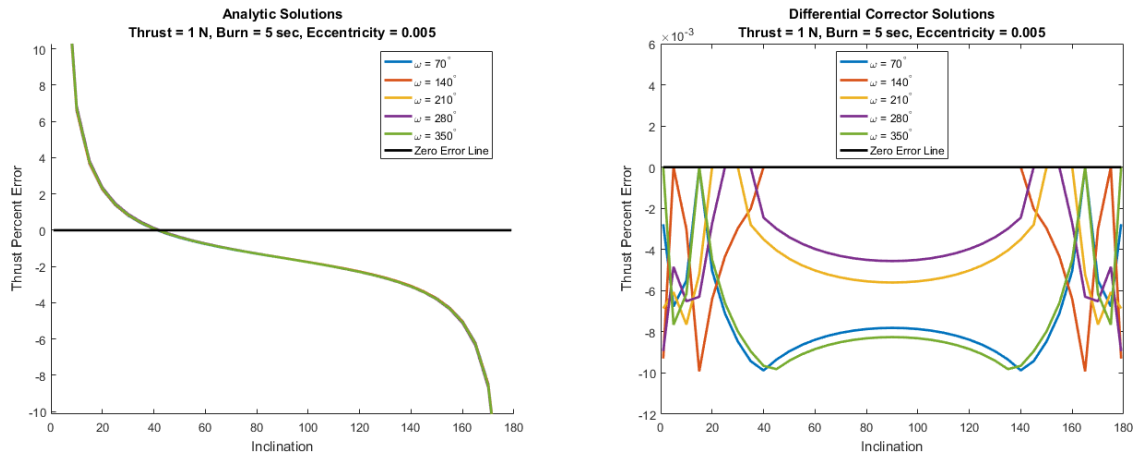 Analytic Solutions
Thrust = 1 N, Burn = 5 sec, Eccentricity = 0.005
10
8
6
4
2
0
-2
-4
-6
-8
-10
Thrust Percent Error
ω = 70°
ω = 140°
ω = 210°
ω = 280°
ω = 350°
Zero Error Line
0 20 40 60 80 100 120 140 160 180
Inclination
Differential Corrector Solutions
Thrust = 1 N, Burn = 5 sec, Eccentricity = 0.005
× 10⁻³
6
4
2
0
-2
-4
-6
-8
-10
-12
Thrust Percent Error
ω = 70°
ω = 140°
ω = 210°
ω = 280°
ω = 350°
Zero Error Line
0 20 40 60 80 100 120 140 160 180
Inclination